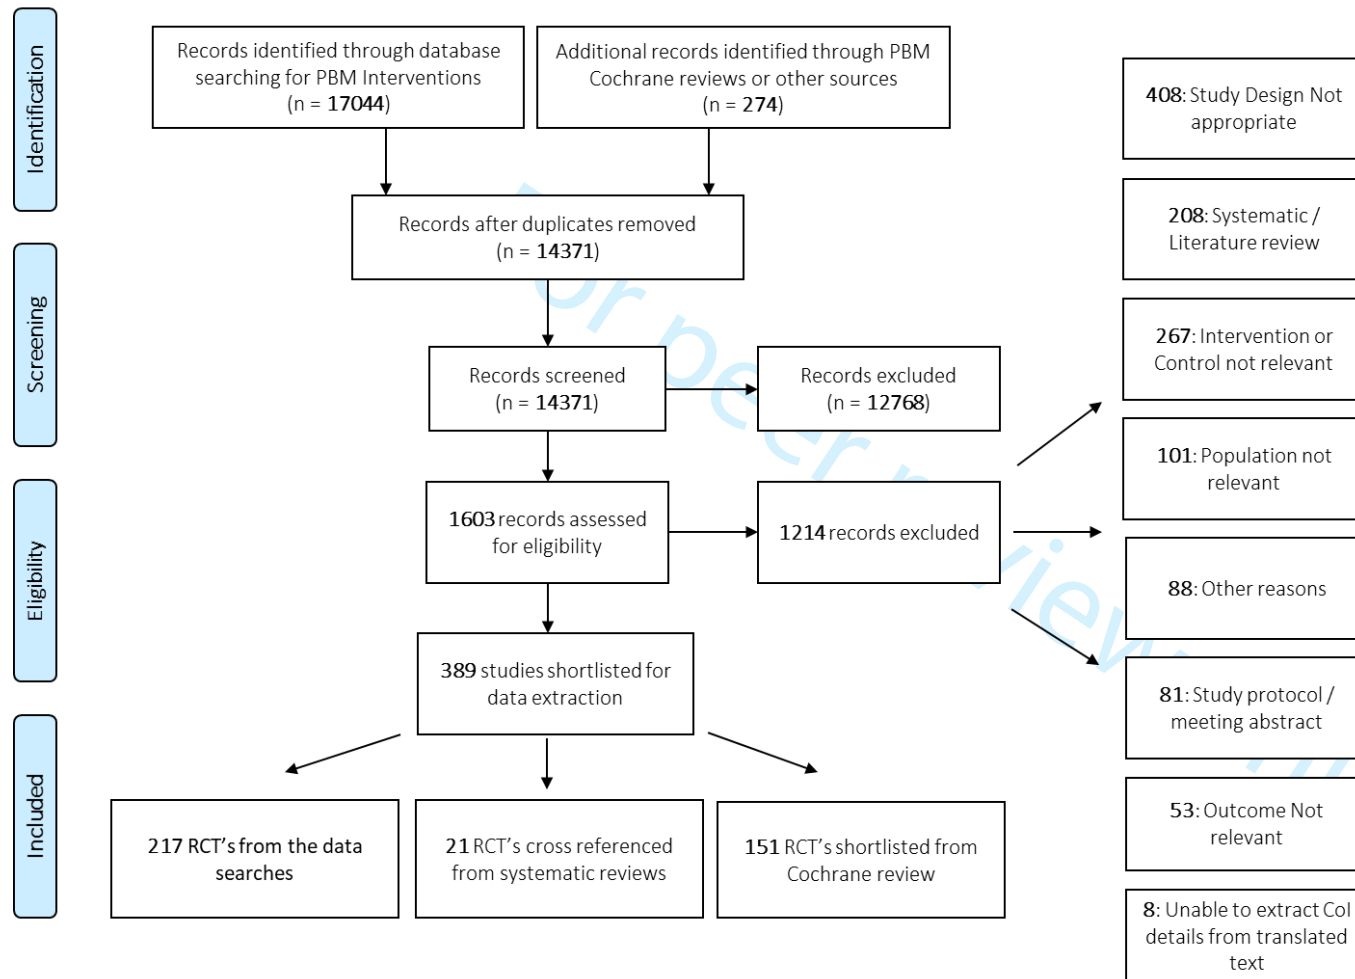 Identification
Records identified through database
searching for PBM Interventions
(n = 17044)
Additional records identified through PBM
Cochrane reviews or other sources
(n = 274)
Records after duplicates removed
(n = 14371)
Screening
Records screened
(n = 14371)
Records excluded
(n = 12768)
Eligibility
1603 records assessed
for eligibility
1214 records excluded
389 studies shortlisted for
data extraction
Included
217 RCT's from the data
searches
21 RCT's cross referenced
from systematic reviews
151 RCT's shortlisted from
Cochrane review
408: Study Design Not
appropriate
208: Systematic /
Literature review
267: Intervention or
Control not relevant
101: Population not
relevant
88: Other reasons
81: Study protocol /
meeting abstract
53: Outcome Not
relevant
8: Unable to extract CoI
details from translated
text
For peer review